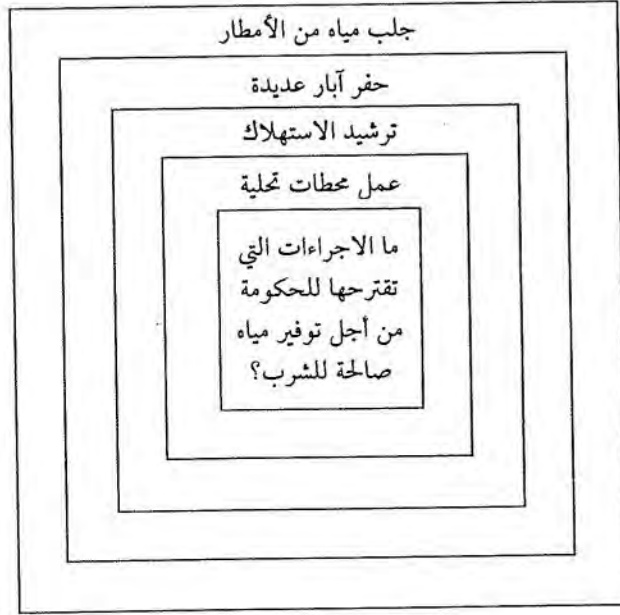 جلب مياه من الأمطار
حفر آبار عديدة
ترشيد الاستهلاك
عمل محطات تحلية
ما الاجراءات التي
تقترحها للحكومة
من أجل توفير مياه
صالحة للشرب؟